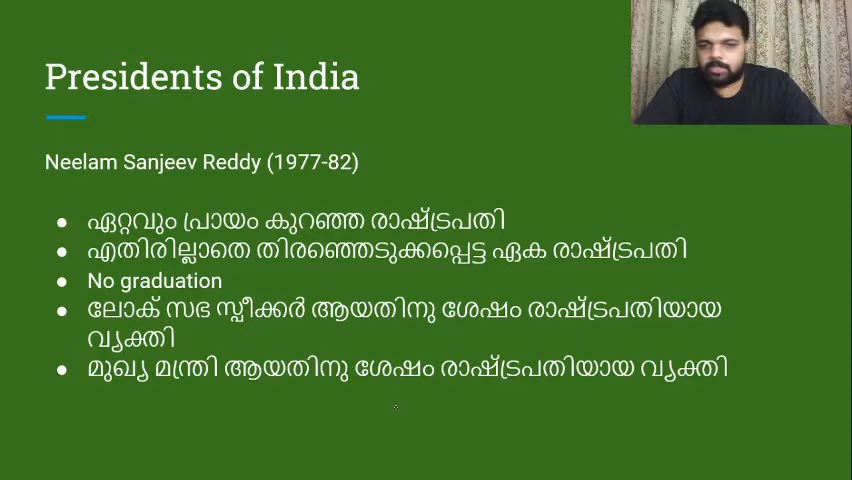 Presidents of India
Neelam Sanjeev Reddy (1977-82)
● ഏറ്റവും പ്രായം കുറഞ്ഞ രാഷ്ട്രപതി
● എതിരില്ലാതെ തിരഞ്ഞെടുക്കപ്പെട്ട ഏക രാഷ്ട്രപതി
● No graduation
● ലോക് സഭ സ്പീക്കർ ആയതിനു ശേഷം രാഷ്ട്രപതിയായ
വ്യക്തി
● മുഖ്യ മന്ത്രി ആയതിനു ശേഷം രാഷ്ട്രപതിയായ വ്യക്തി